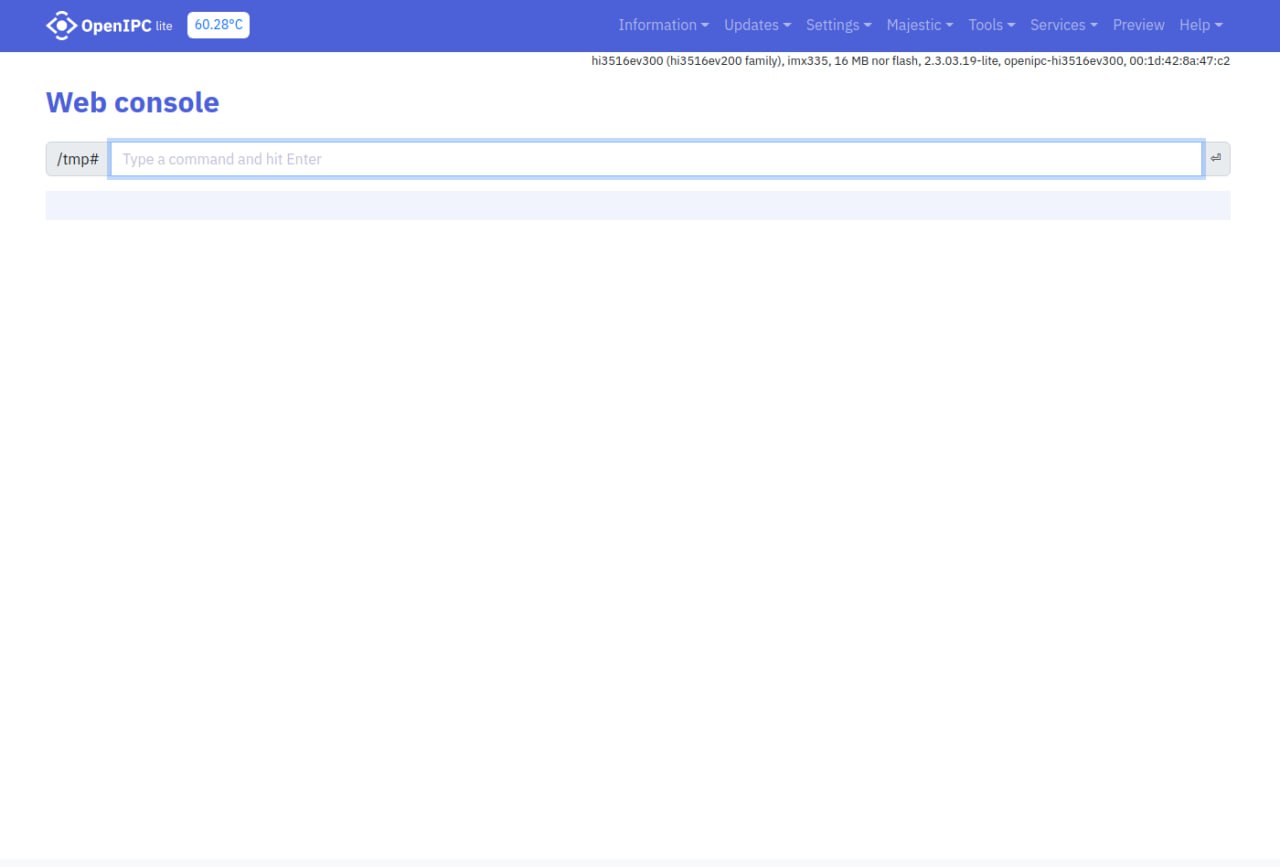 OpenIPC lite 60.28°C Information Updates Settings Majestic Tools Services Preview Help
hi3516ev300 (hi3516ev200 family), imx335, 16 MB nor flash, 2.3.03.19-lite, openipc-hi3516ev300, 00:1d:42:8a:47:c2
Web console
/tmp# Type a command and hit Enter ⏎